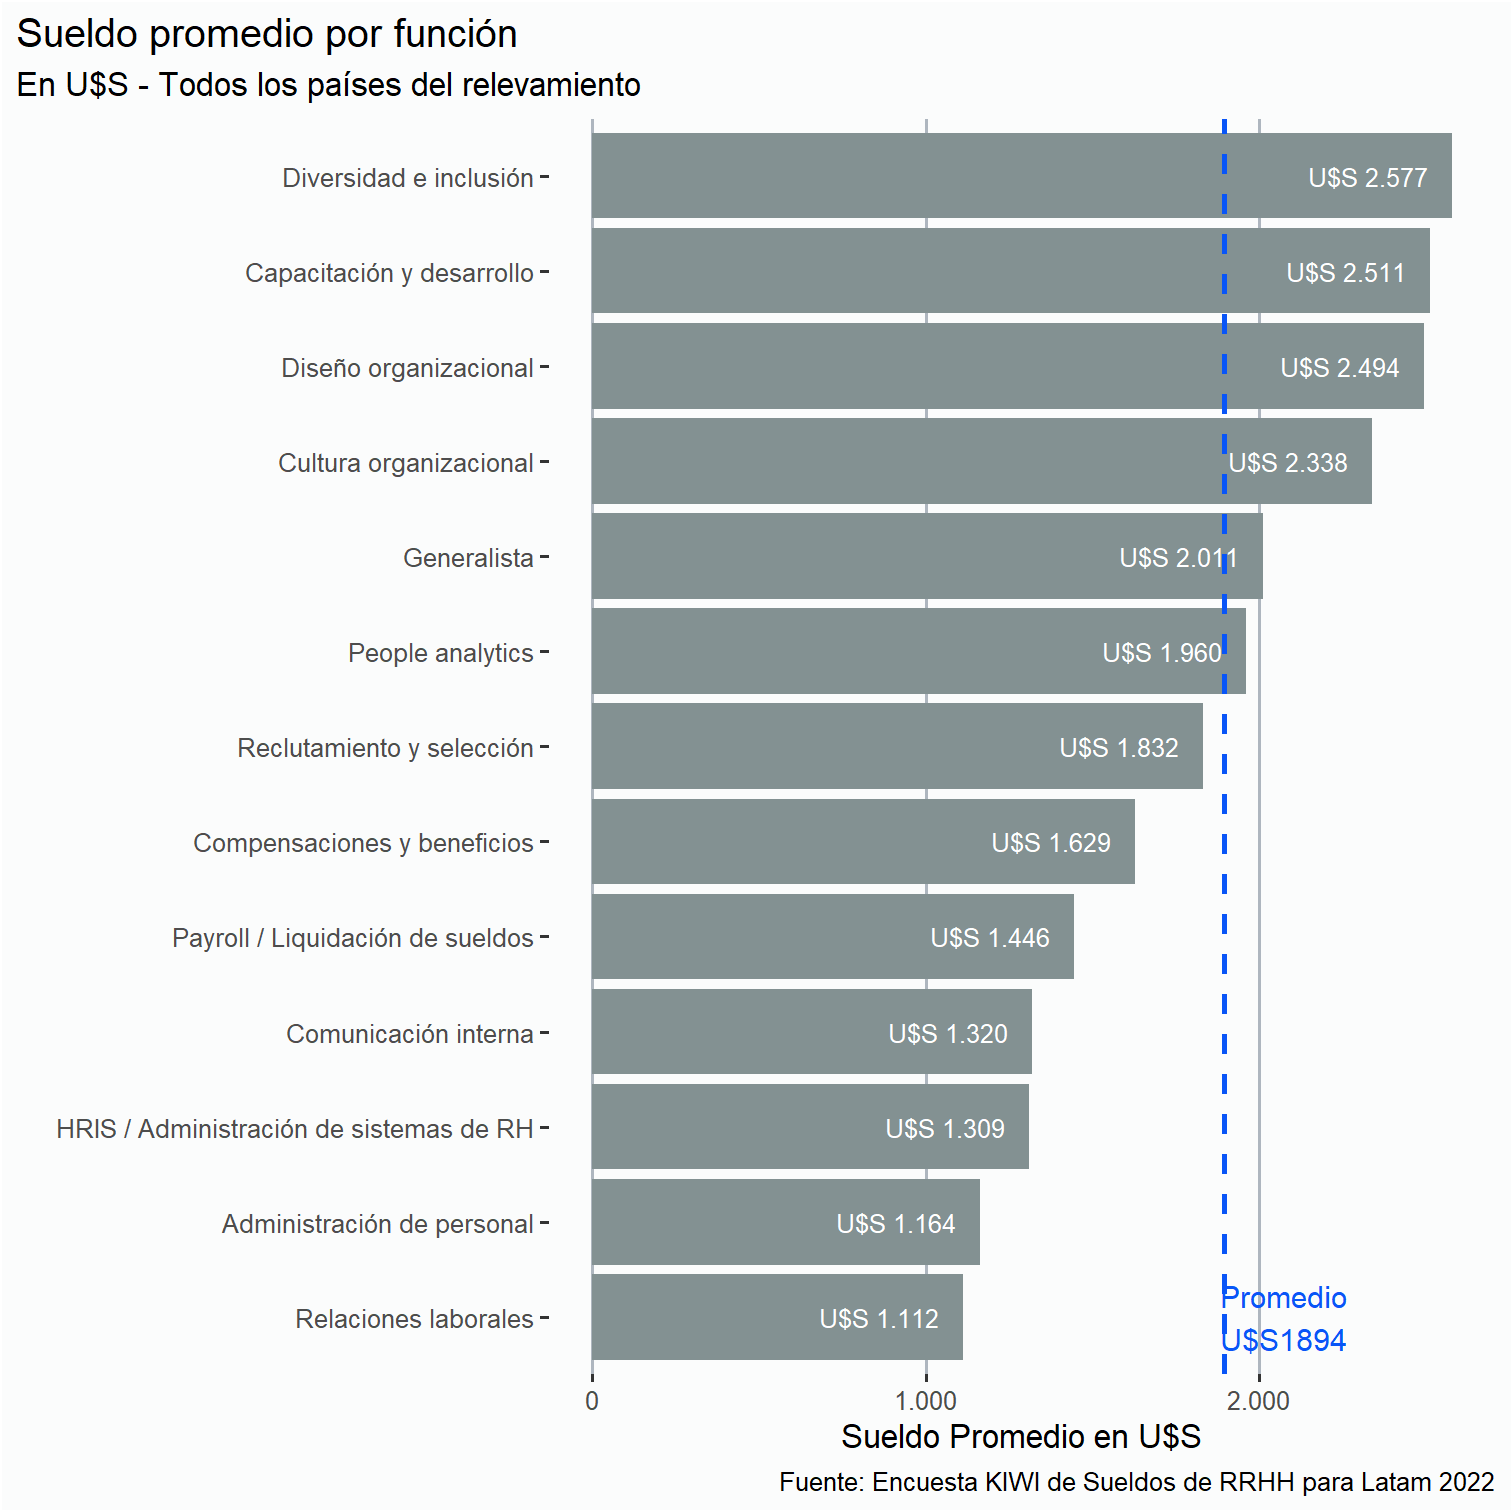 Sueldo promedio por función
En U$S - Todos los países del relevamiento
Diversidad e inclusión U$S 2.577
Capacitación y desarrollo U$S 2.511
Diseño organizacional U$S 2.494
Cultura organizacional U$S 2.338
Generalista U$S 2.011
People analytics U$S 1.960
Reclutamiento y selección U$S 1.832
Compensaciones y beneficios U$S 1.629
Payroll / Liquidación de sueldos U$S 1.446
Comunicación interna U$S 1.320
HRIS / Administración de sistemas de RH U$S 1.309
Administración de personal U$S 1.164
Relaciones laborales U$S 1.112
Promedio
U$S1894
0 1.000 2.000
Sueldo Promedio en U$S
Fuente: Encuesta KIWI de Sueldos de RRHH para Latam 2022